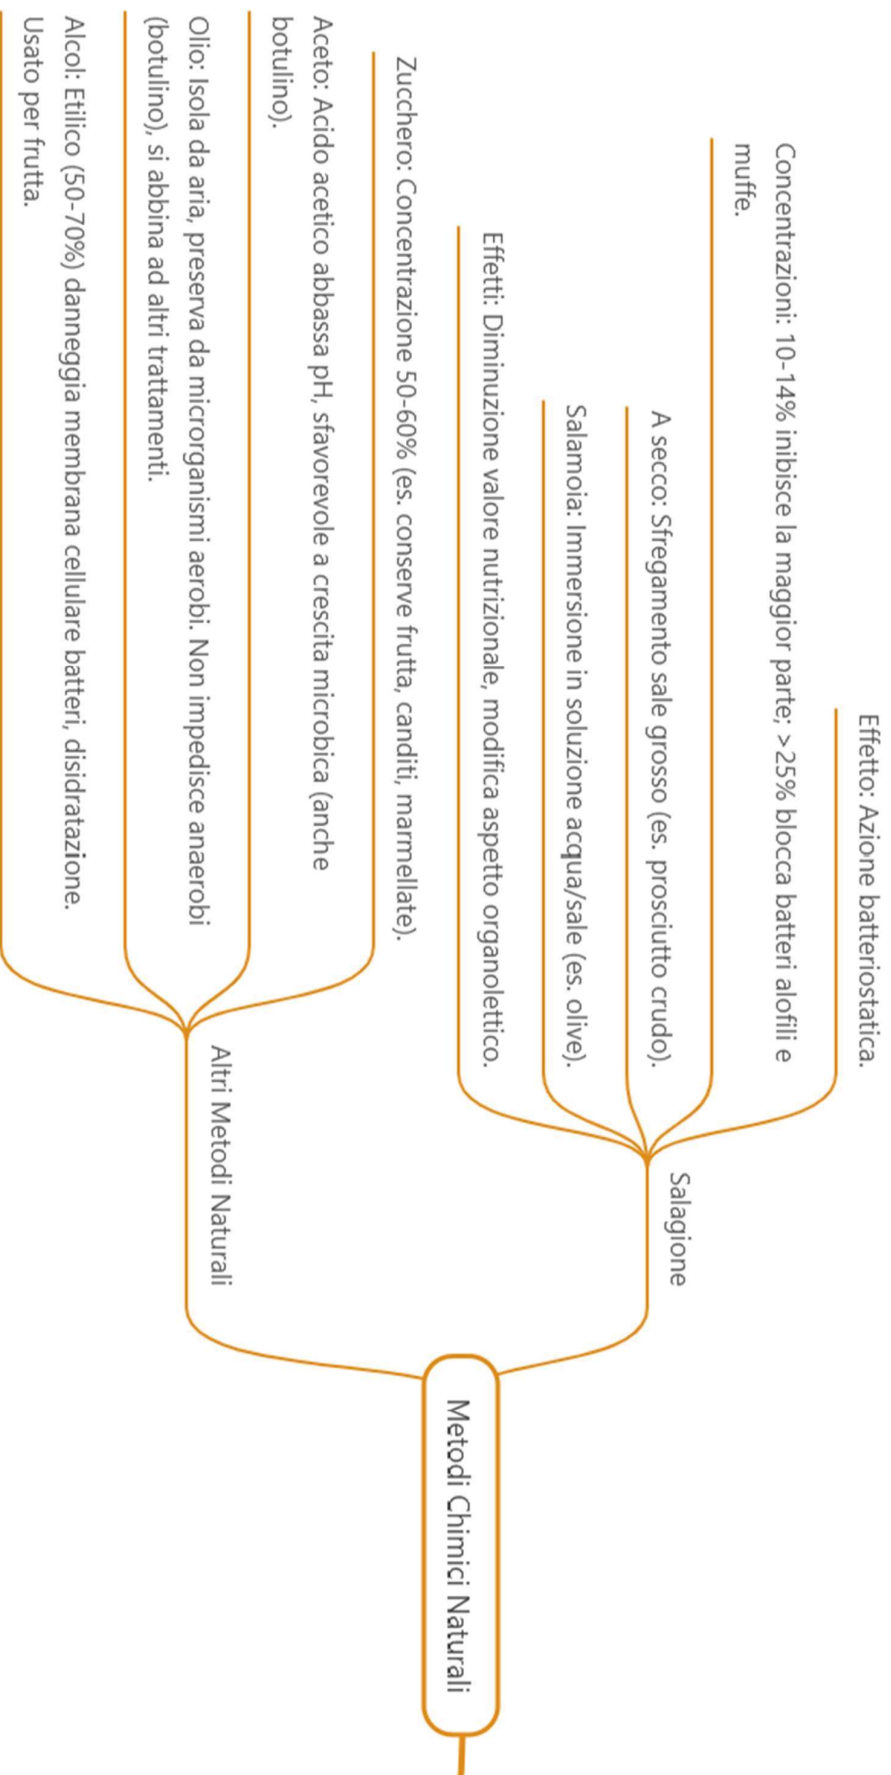 Effetto: Azione batteriostatica.
Concentrazioni: 10-14% inibisce la maggior parte; >25% blocca batteri alofili e
muffe.
A secco: Sfregamento sale grosso (es. prosciutto crudo).
Salamoia: Immersione in soluzione acqua/sale (es. olive).
Effetti: Diminuzione valore nutrizionale, modifica aspetto organolettico.
Salagione
Zucchero: Concentrazione 50-60% (es. conserve frutta, canditi, marmellate).
Aceto: Acido acetico abbassa pH, sfavorevole a crescita microbica (anche
botulino).
Olio: Isola da aria, preserva da microrganismi aerobi. Non impedisce anaerobi
(botulino), si abbina ad altri trattamenti.
Alcol: Etilico (50-70%) danneggia membrana cellulare batteri, disidratazione.
Usato per frutta.
Altri Metodi Naturali
Metodi Chimici Naturali